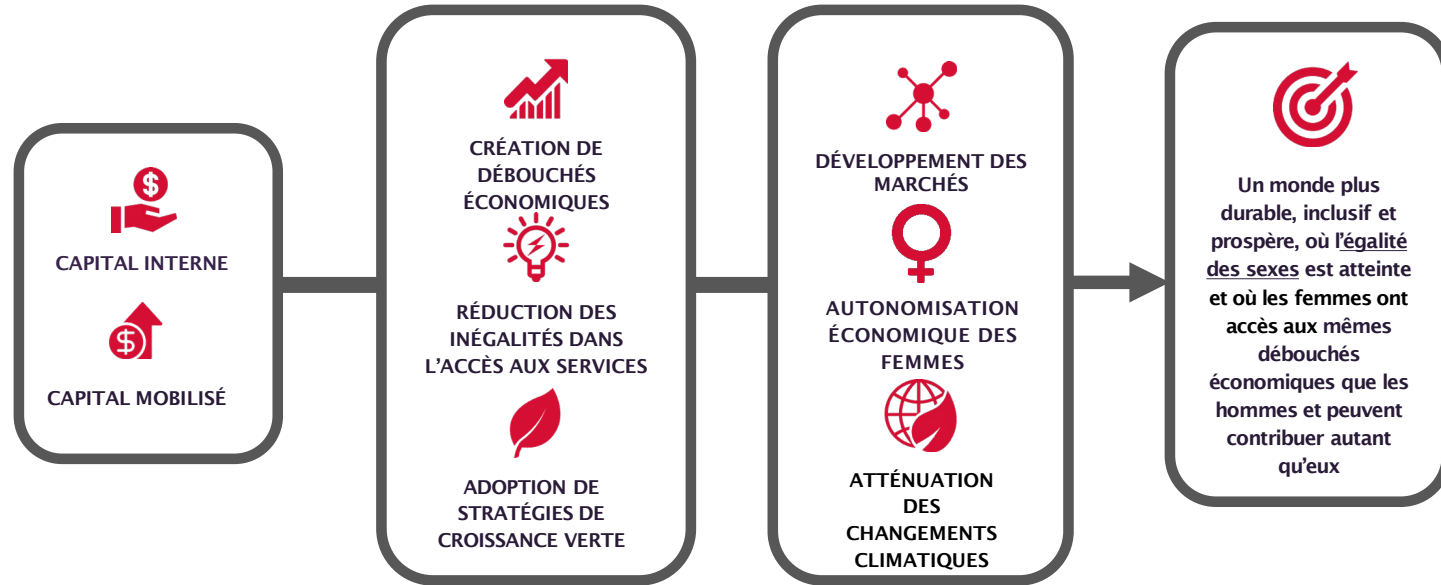 CAPITAL INTERNE
CAPITAL MOBILISÉ
CRÉATION DE
DÉBOUCHÉS
ÉCONOMIQUES
RÉDUCTION DES
INÉGALITÉS DANS
L'ACCÈS AUX SERVICES
ADOPTION DE
STRATÉGIES DE
CROISSANCE VERTE
DÉVELOPPEMENT DES
MARCHÉS
AUTONOMISATION
ÉCONOMIQUE DES
FEMMES
ATTÉNUATION
DES
CHANGEMENTS
CLIMATIQUES
Un monde plus
durable, inclusif et
prospère, où l'égalité
des sexes est atteinte
et où les femmes ont
accès aux mêmes
débouchés
économiques que les
hommes et peuvent
contribuer autant
qu'eux